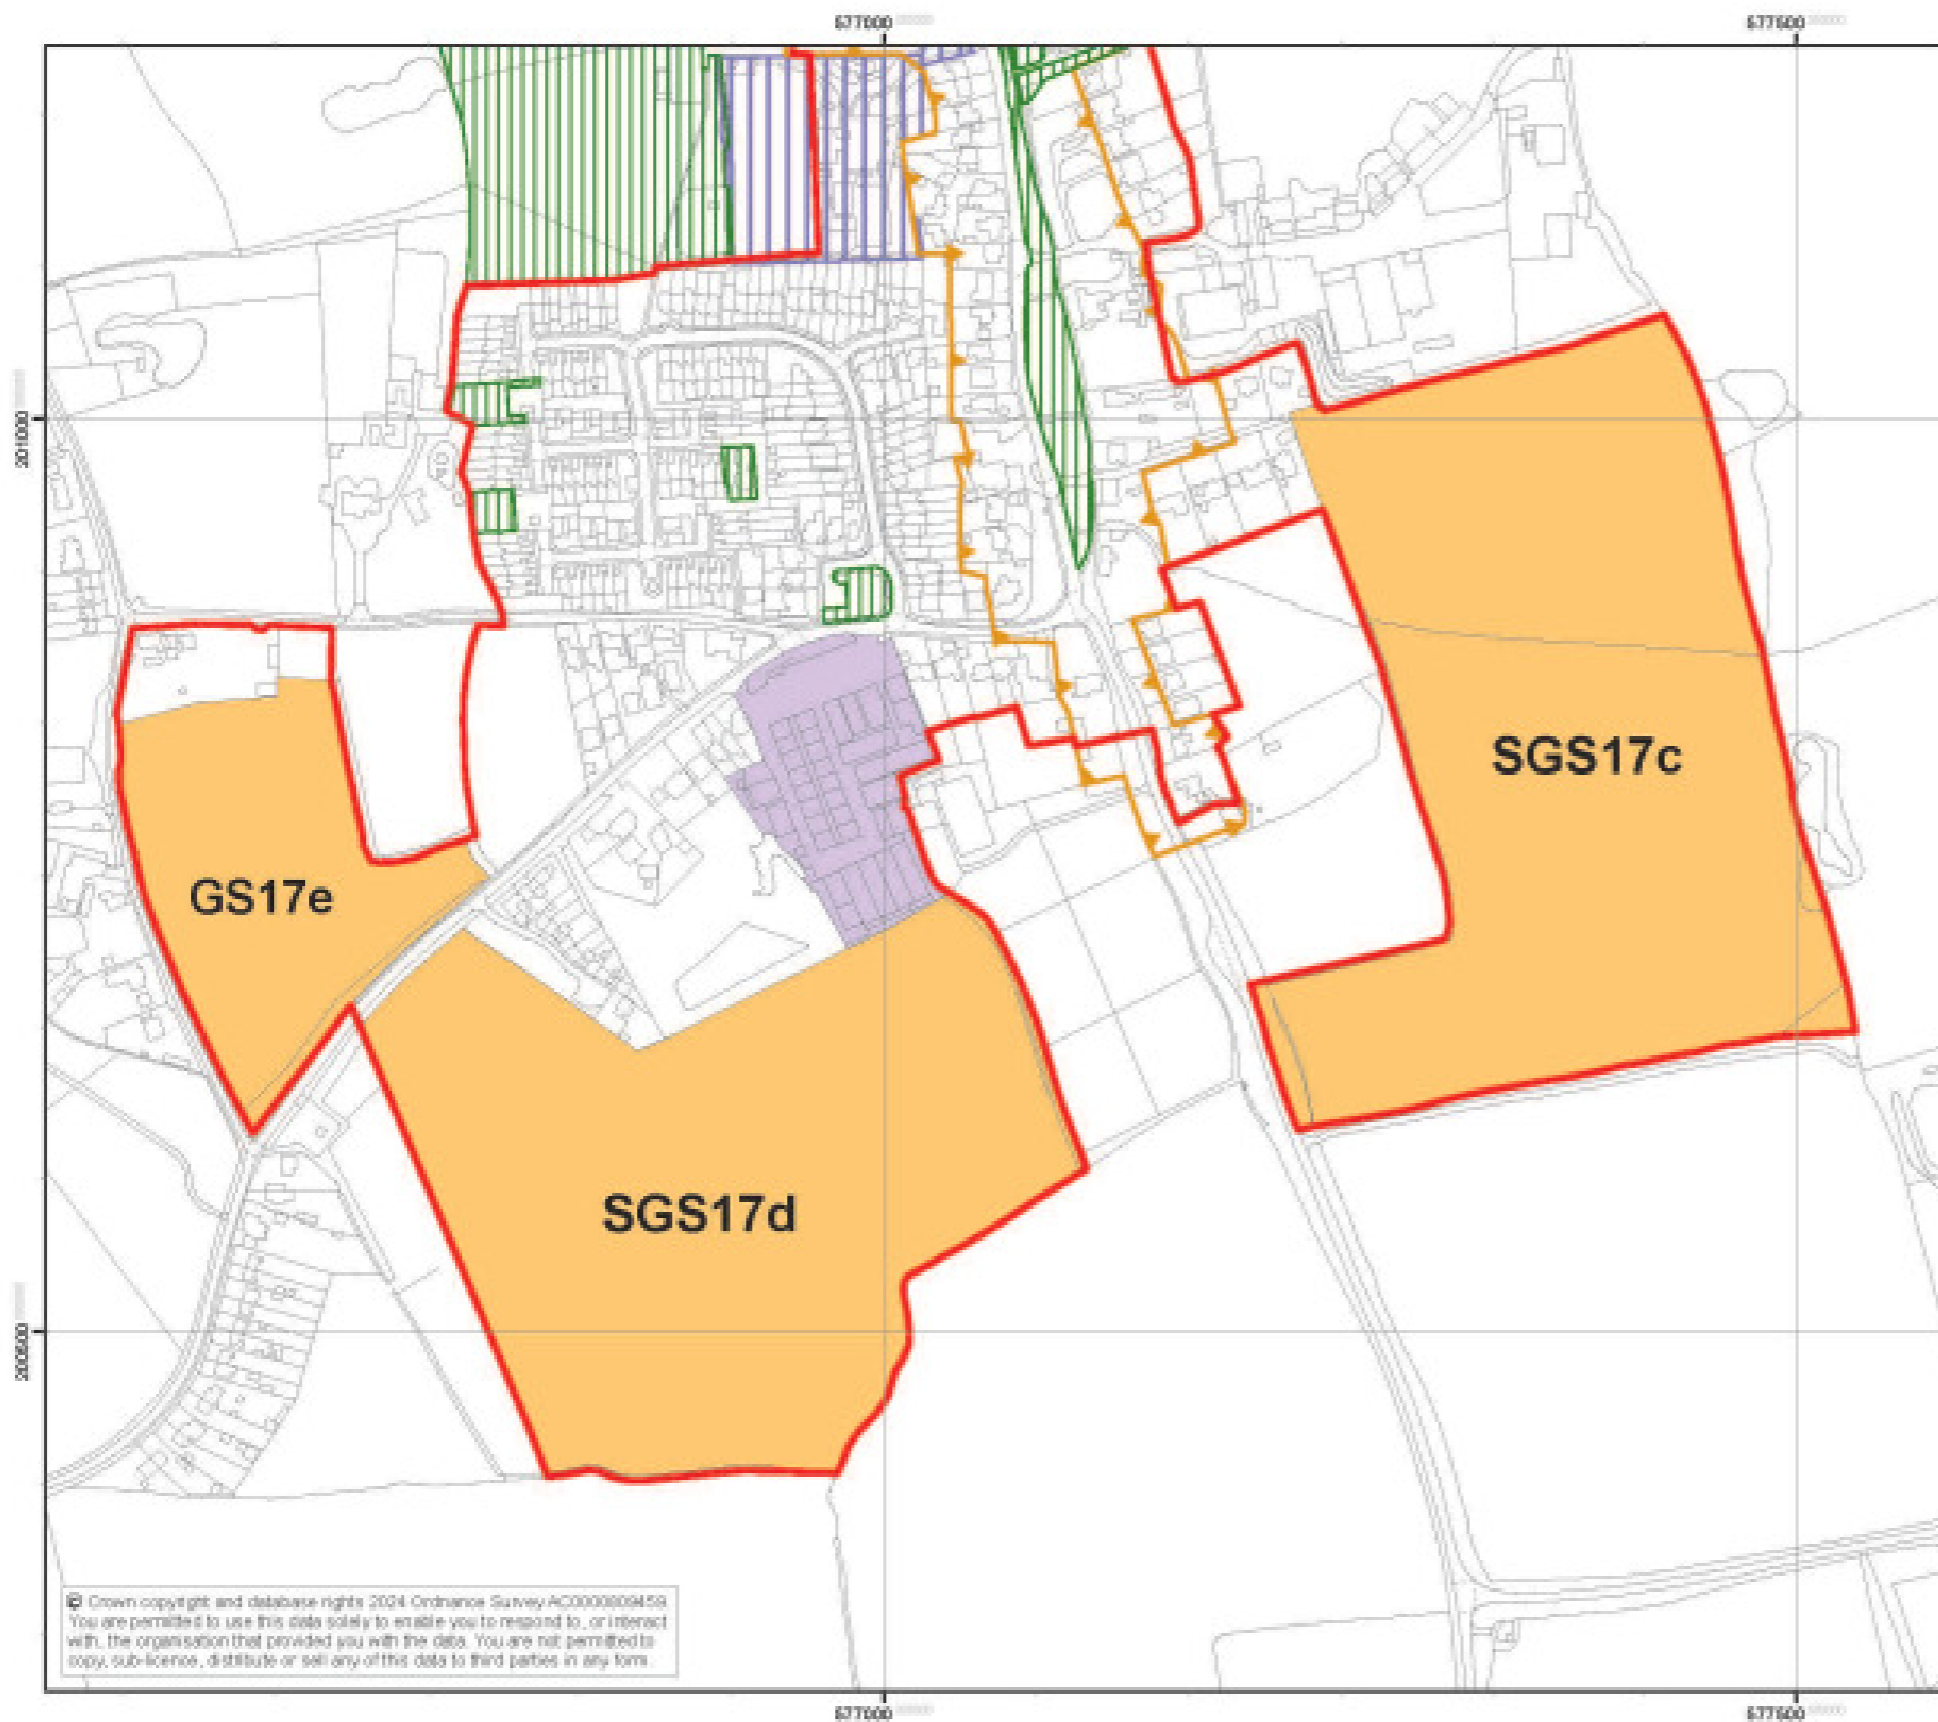 577000
577500
201000
SGS17c
GS17e
SGS17d
200500
© Crown copyright and database rights 2024 Ordnance Survey AC0000809459.
You are permitted to use this data solely to enable you to respond to, or interact
with, the organisation that provided you with the data. You are not permitted to
copy, sub-licence, distribute or sell any of this data to third parties in any form.
577000
577500